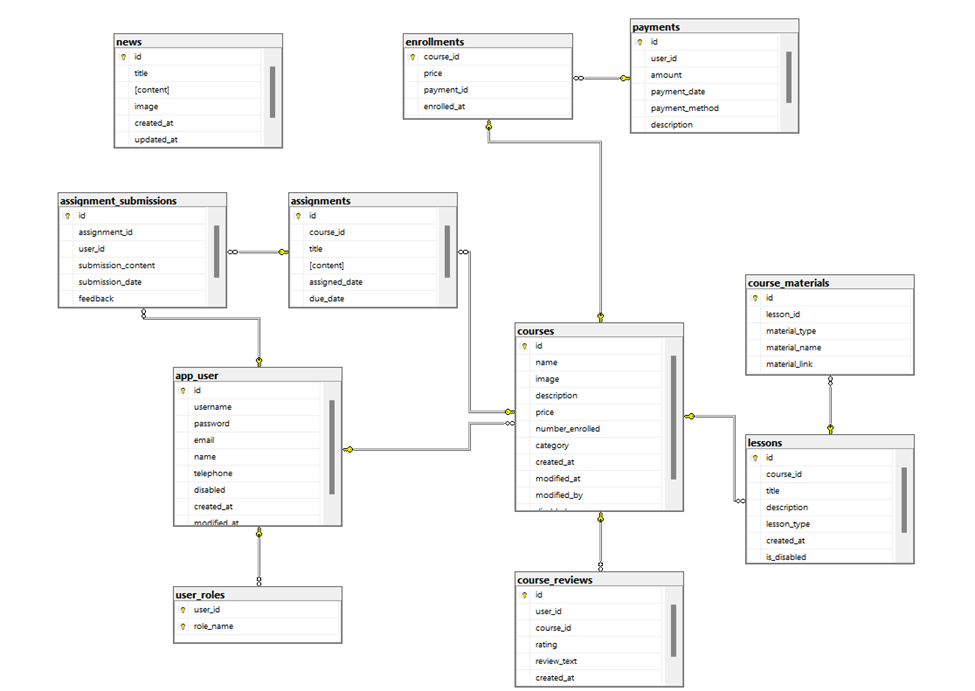 news
id
title
[content]
image
created_at
updated_at
enrollments
course_id
price
payment_id
enrolled_at
payments
id
user_id
amount
payment_date
payment_method
description
assignment_submissions
id
assignment_id
user_id
submission_content
submission_date
feedback
assignments
id
course_id
title
[content]
assigned_date
due_date
course_materials
id
lesson_id
material_type
material_name
material_link
courses
id
name
image
description
price
number_enrolled
category
created_at
modified_at
modified_by
app_user
id
username
password
email
name
telephone
disabled
created_at
modified_at
lessons
id
course_id
title
description
lesson_type
created_at
is_disabled
user_roles
user_id
role_name
course_reviews
id
user_id
course_id
rating
review_text
created_at